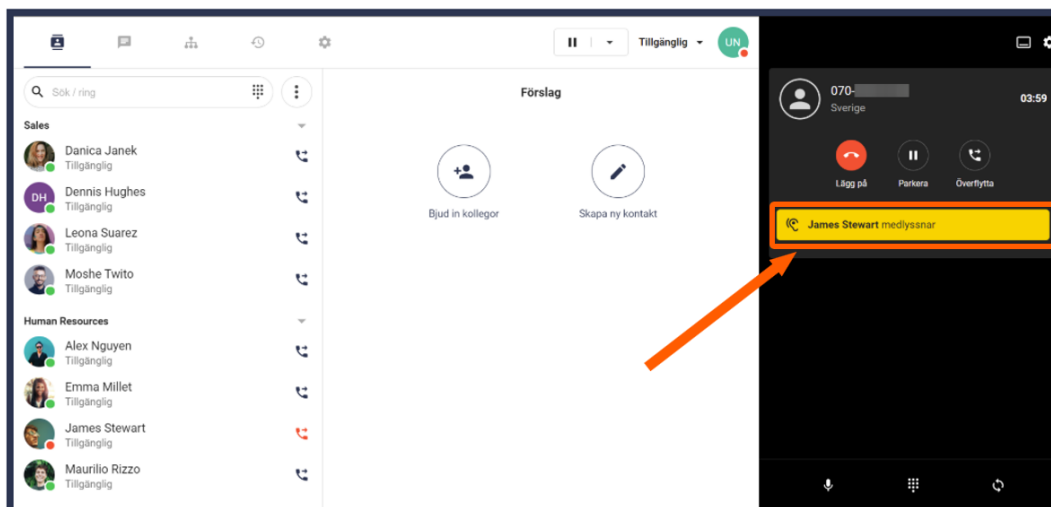 Tillgänglig
UN
Sök / ring
Sales
Danica Janek
Tillgänglig
DH
Dennis Hughes
Tillgänglig
Leona Suarez
Tillgänglig
Moshe Twito
Tillgänglig
Human Resources
Alex Nguyen
Tillgänglig
Emma Millet
Tillgänglig
James Stewart
Tillgänglig
Maurilio Rizzo
Tillgänglig
Förslag
Bjud in kollegor
Skapa ny kontakt
070-
Sverige
03:59
Lägg på
Parkera
Överflytta
James Stewart medlyssnar